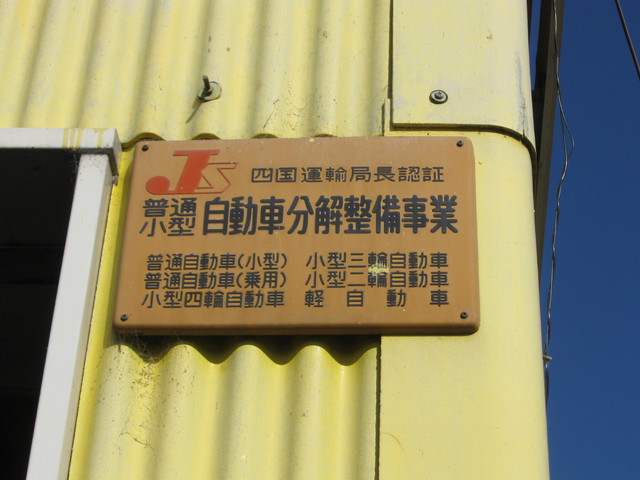 JS 四国運輸局長認証
普通
小型 自動車分解整備事業
普通自動車(小型) 小型三輪自動車
普通自動車(乗用) 小型二輪自動車
小型四輪自動車 軽自動車